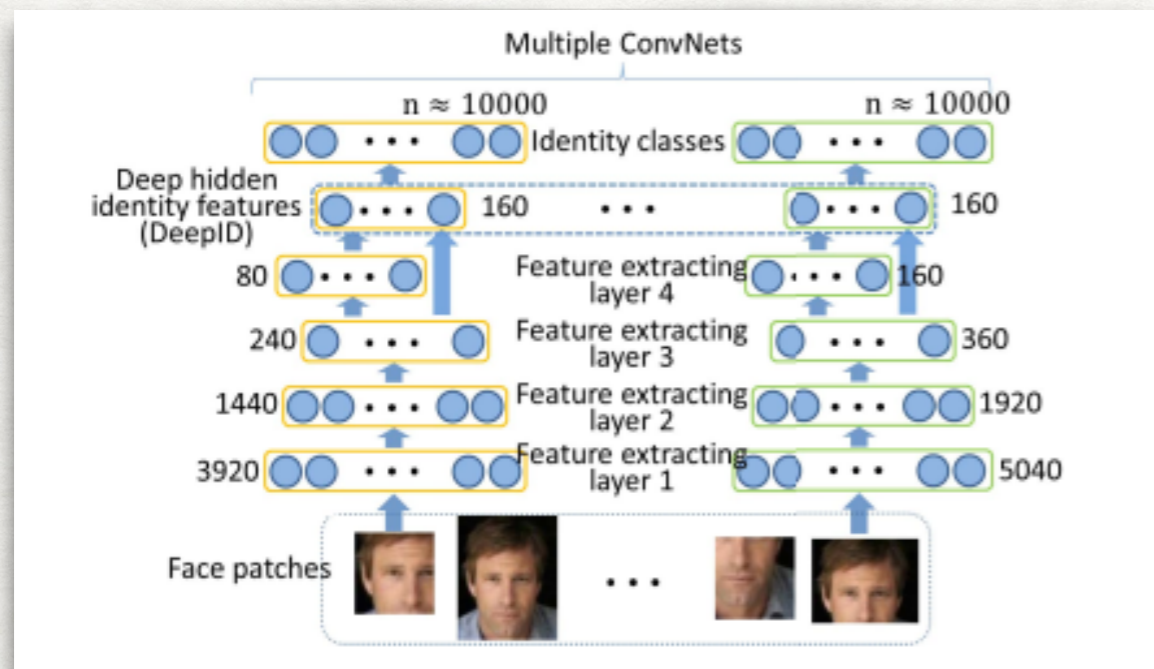 Multiple ConvNets
n ≈ 10000
n ≈ 10000
Identity classes
Deep hidden
identity features
(DeepID)
160
• • •
160
80
Feature extracting
layer 4
160
240
Feature extracting
layer 3
360
1440
Feature extracting
layer 2
1920
3920
Feature extracting
layer 1
5040
Face patches
• • •